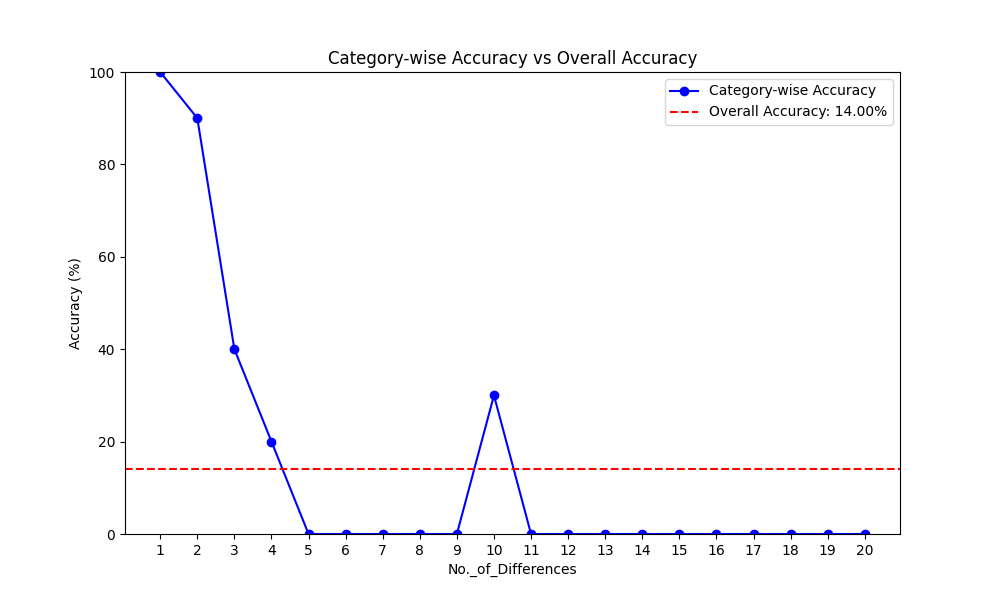 Category-wise Accuracy vs Overall Accuracy
Category-wise Accuracy
Overall Accuracy: 14.00%
Accuracy (%)
100
80
60
40
20
0
1 2 3 4 5 6 7 8 9 10 11 12 13 14 15 16 17 18 19 20
No._of_Differences